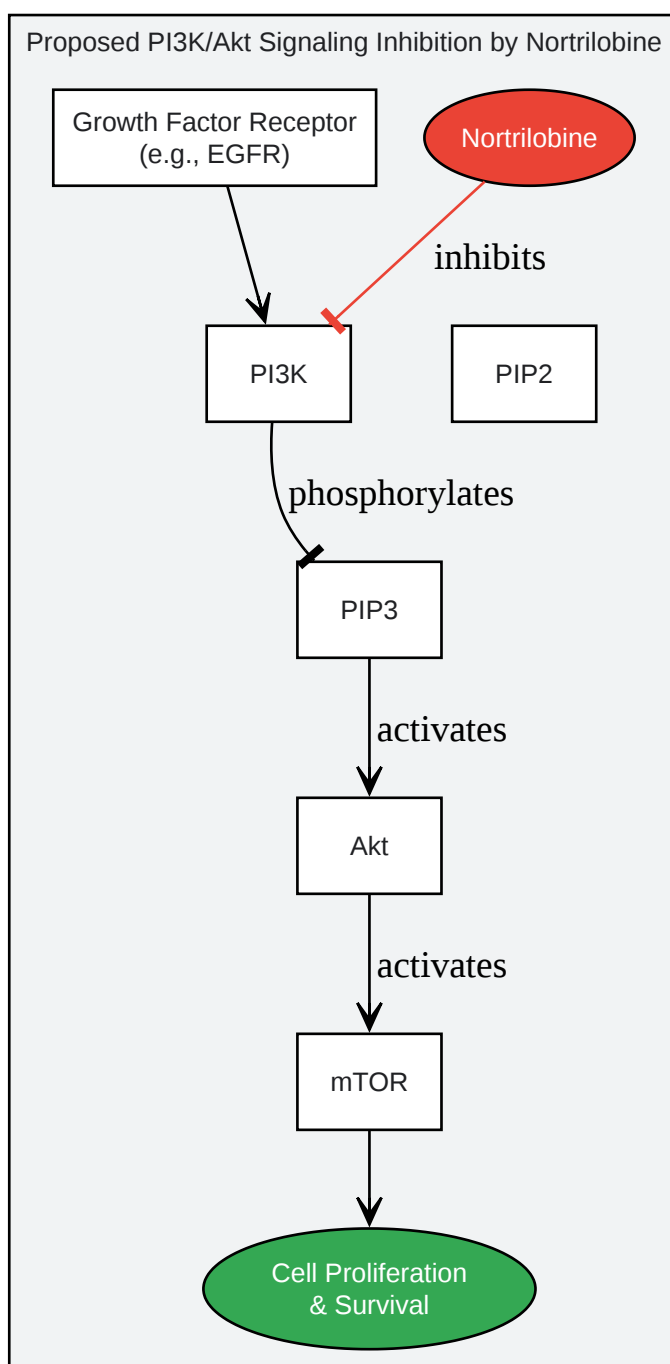 Proposed PI3K/Akt Signaling Inhibition by Nortrilobine
Growth Factor Receptor
(e.g., EGFR)
Nortrilobine
inhibits
PI3K
PIP2
phosphorylates
PIP3
activates
Akt
activates
mTOR
Cell Proliferation
& Survival